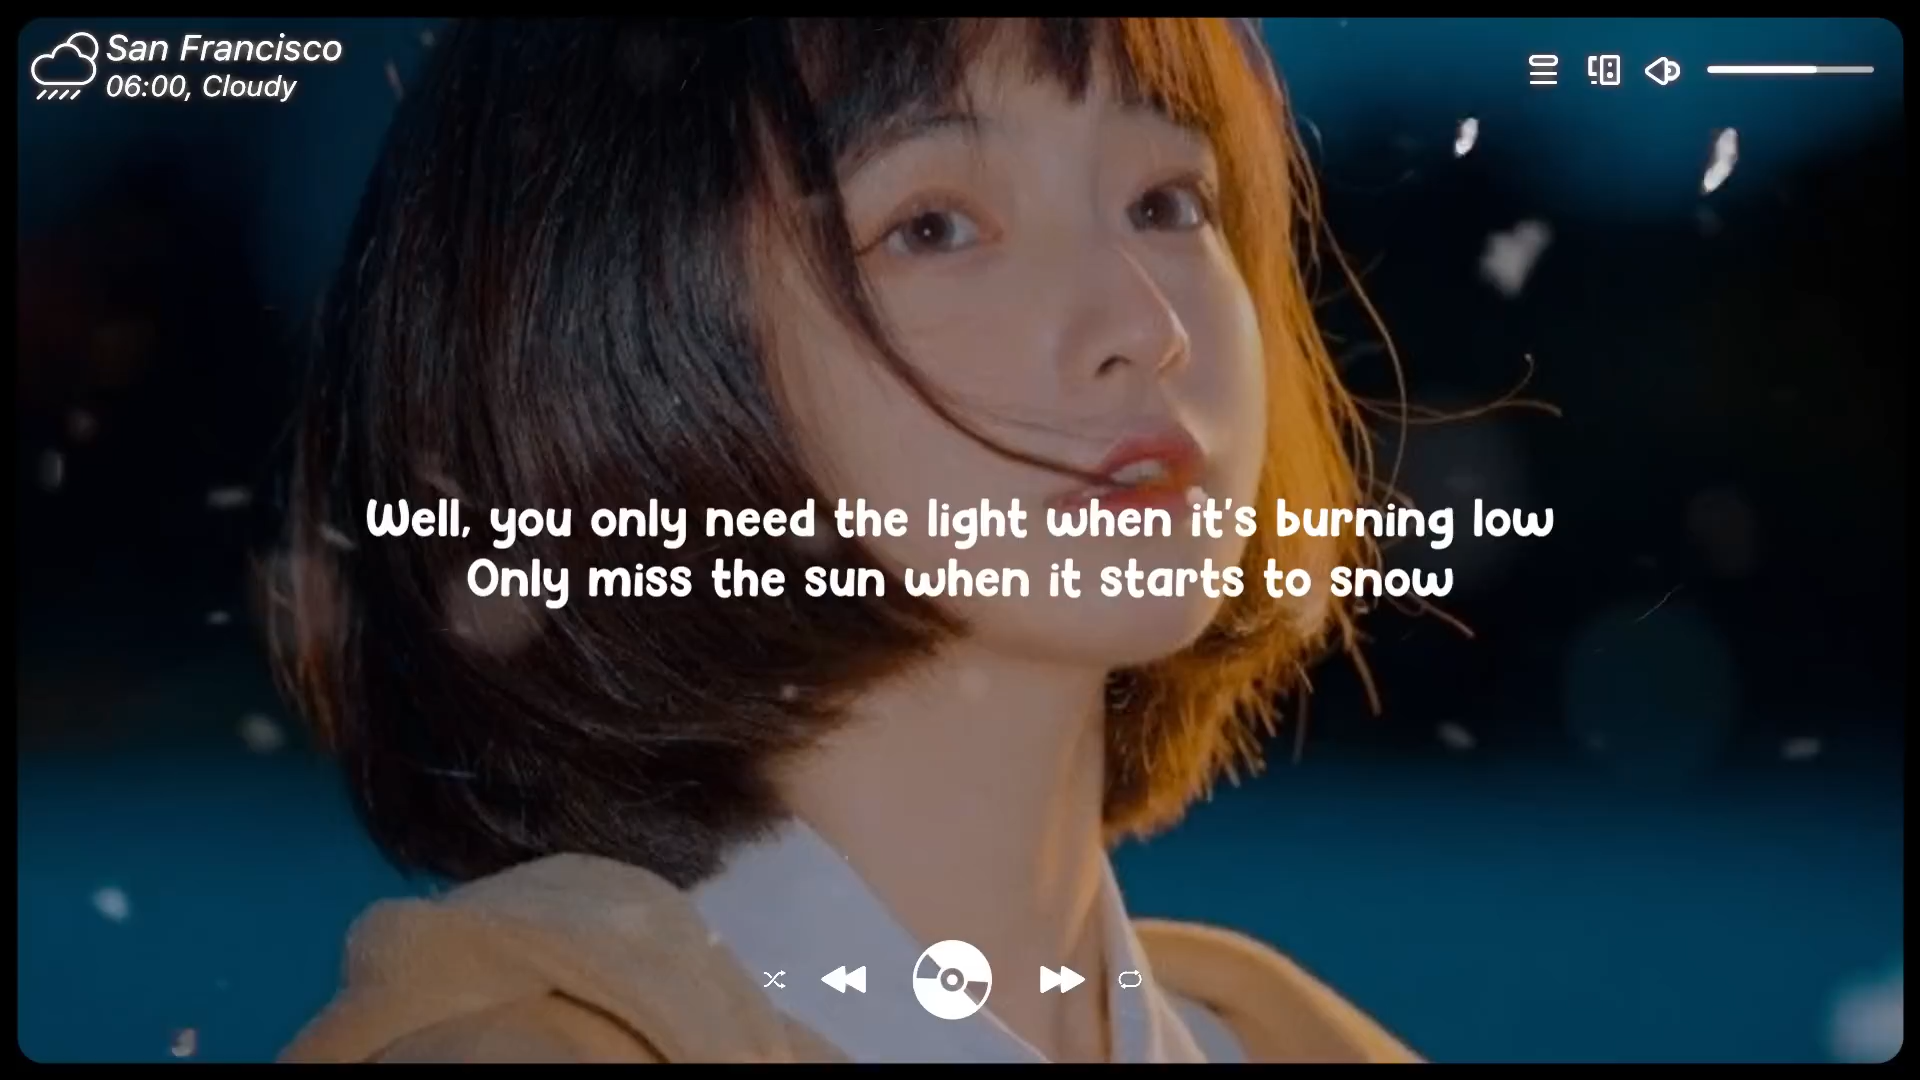 San Francisco
06:00, Cloudy
Well, you only need the light when it's burning low
Only miss the sun when it starts to snow